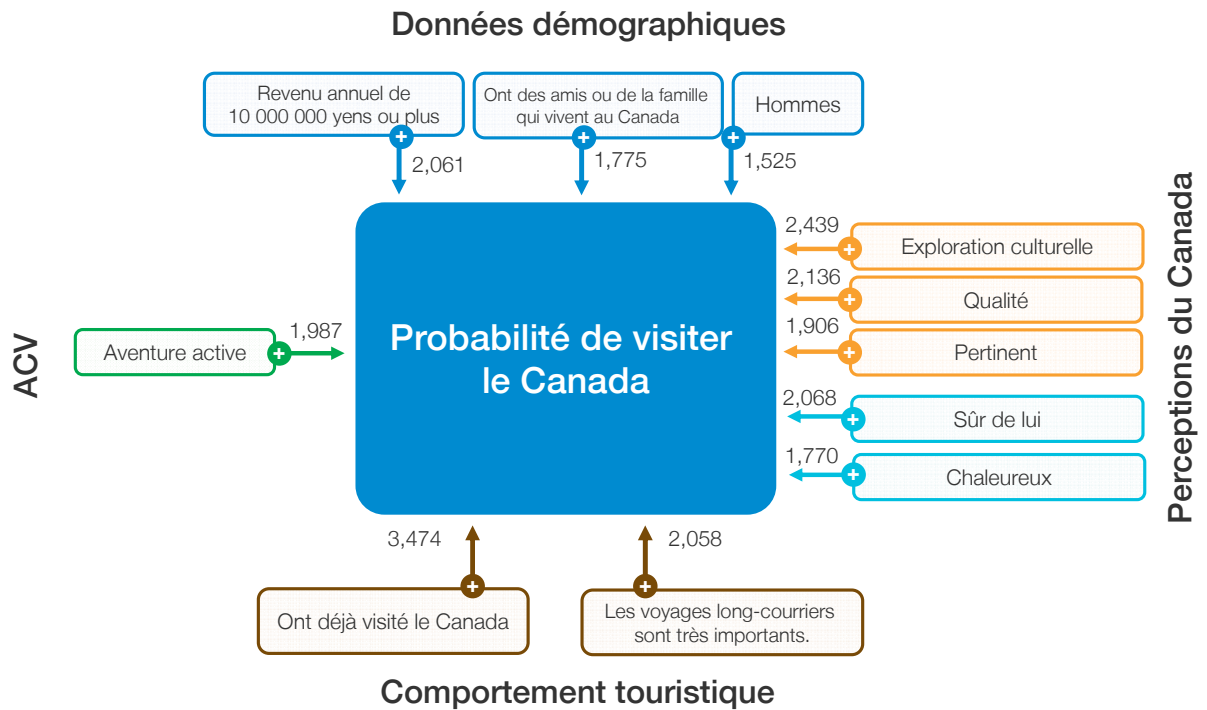 Données démographiques
Revenu annuel de
10 000 000 yens ou plus
Ont des amis ou de la famille
qui vivent au Canada
Hommes
2,061
1,775
1,525
ACV
Aventure active
1,987
Probabilité de visiter
le Canada
2,439
Exploration culturelle
2,136
Qualité
1,906
Pertinent
2,068
Sûr de lui
1,770
Chaleureux
Perceptions du Canada
3,474
2,058
Ont déjà visité le Canada
Les voyages long-courriers
sont très importants.
Comportement touristique